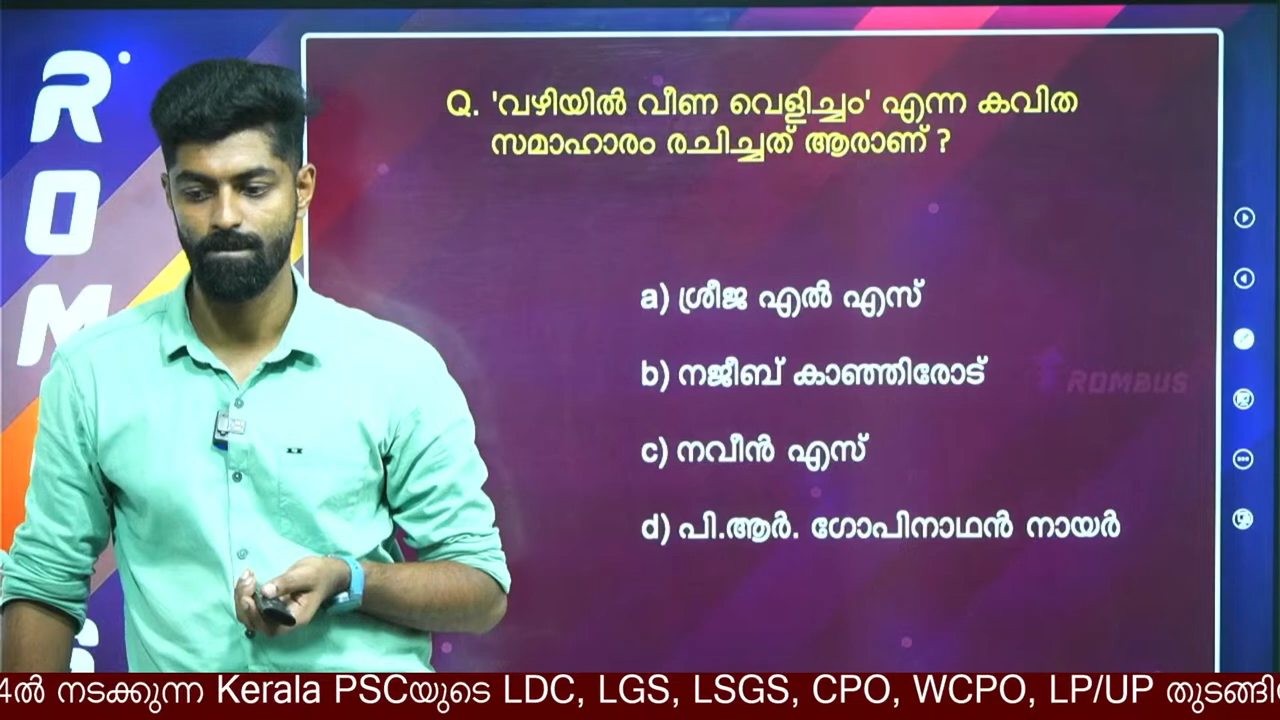 ROM
Q. 'വഴിയിൽ വീണ വെളിച്ചം' എന്ന കവിത
സമാഹാരം രചിച്ചത് ആരാണ് ?
a) ശ്രീജ എൽ എസ്
b) നജീബ് കാഞ്ഞിരോട്
ROMBUS
c) നവീൻ എസ്
d) പി.ആർ. ഗോപിനാഥൻ നായർ
4ൽ നടക്കുന്ന Kerala PSCയുടെ LDC, LGS, LSGS, CPO, WCPO, LP/UP